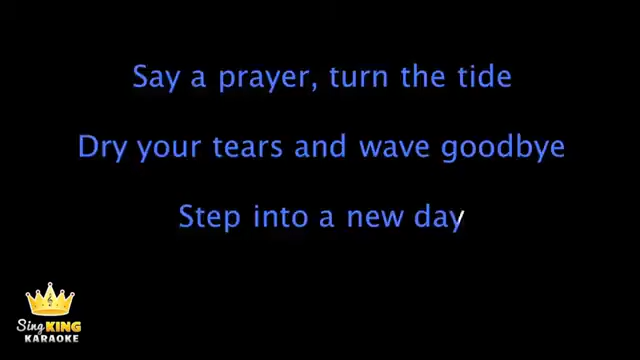 Say a prayer, turn the tide
Dry your tears and wave goodbye
Step into a new day
Sing KING
KARAOKE